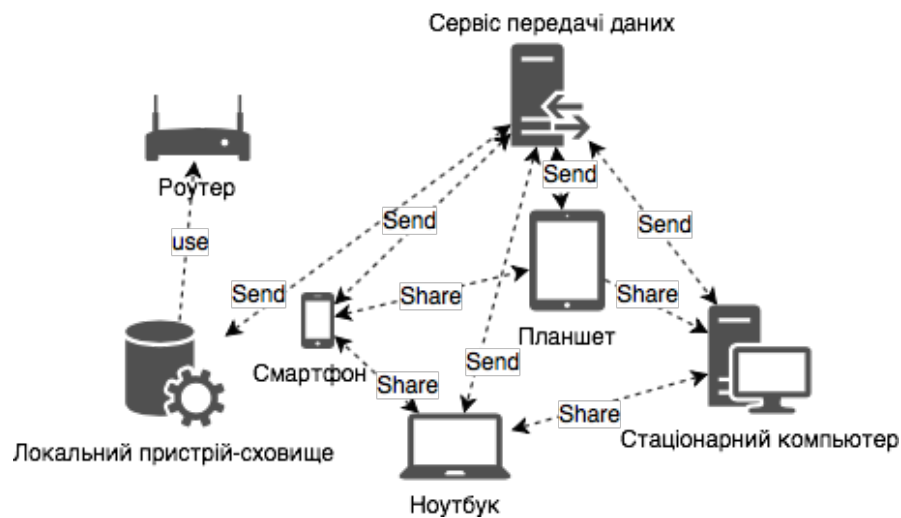 Сервіс передачі даних
Роутер
Send
use
Send
Send
Send
Share
Share
Планшет
Send
Смартфон
Share
Share
Стаціонарний компьютер
Локальний пристрій-сховище
Ноутбук